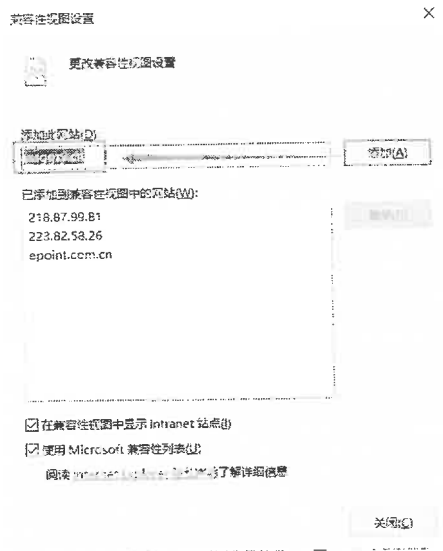 兼容性视图设置
更改兼容性视图设置
添加此网站(D)
添加(A)
已添加到兼容性视图中的网站(W):
218.87.99.81
223.82.58.26
epoint.com.cn
在兼容性视图中显示 Intranet 站点(I)
使用 Microsoft 兼容性列表(U)
阅读 了解详细信息
关闭(C)